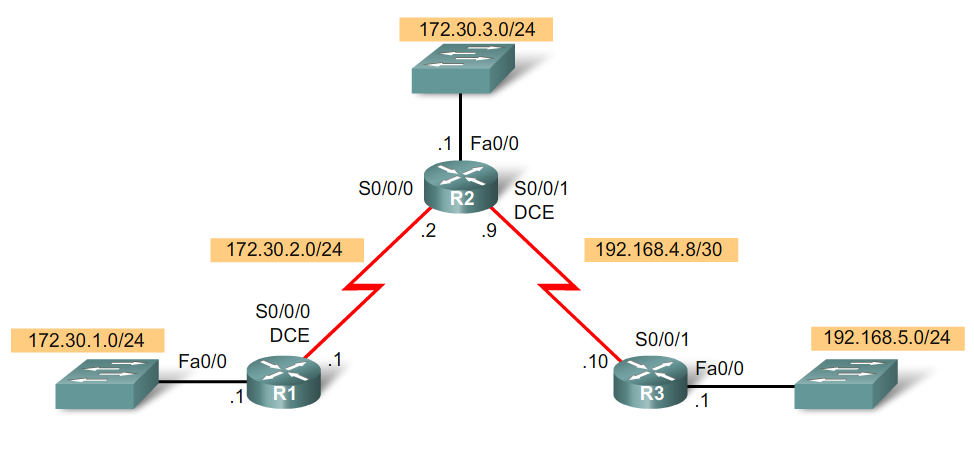 172.30.3.0/24
.1
Fa0/0
S0/0/0
R2
S0/0/1
DCE
.2
.9
172.30.2.0/24
192.168.4.8/30
S0/0/0
DCE
172.30.1.0/24
Fa0/0
.1
.1
R1
S0/0/1
192.168.5.0/24
.10
Fa0/0
R3
.1